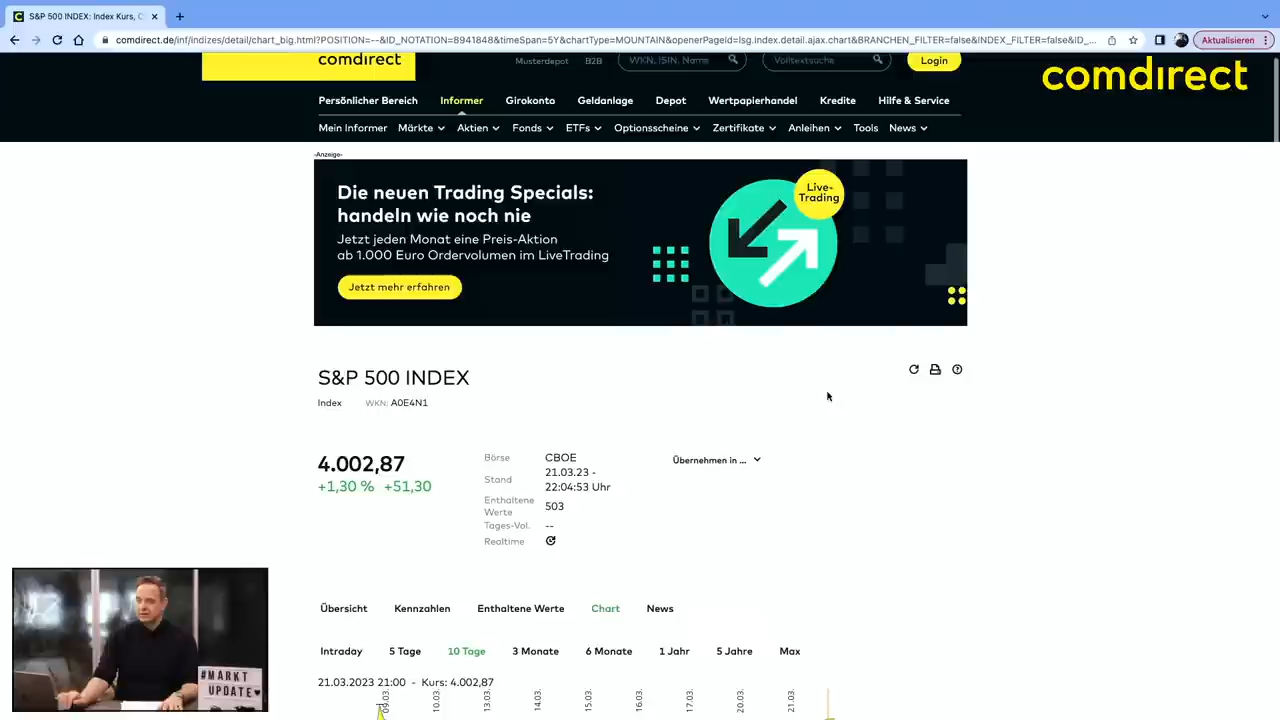 S&P 500 INDEX: Index Kurs, C
comdirect.de/inf/indizes/detail/chart_big.html?POSITION=--&ID_NOTATION=8941848&timeSpan=5Y&chartType=MOUNTAIN&openerPageId=lsg.index.detail.ajax.chart&BRANCHEN_FILTER=false&INDEX_FILTER=false&ID_...
Aktualisieren
comdirect
Musterdepot B2B WKN, ISIN, Name Volltextsuche Login
comdirect
Persönlicher Bereich Informer Girokonto Geldanlage Depot Wertpapierhandel Kredite Hilfe & Service
Mein Informer Märkte Aktien Fonds ETFs Optionsscheine Zertifikate Anleihen Tools News
-Anzeige-
Die neuen Trading Specials:
handeln wie noch nie
Jetzt jeden Monat eine Preis-Aktion
ab 1.000 Euro Ordervolumen im LiveTrading
Jetzt mehr erfahren
Live-
Trading
S&P 500 INDEX
Index WKN: A0E4N1
4.002,87
+1,30 % +51,30
Börse CBOE
Stand 21.03.23 -
22:04:53 Uhr
Enthaltene
Werte 503
Tages-Vol. --
Realtime
Übernehmen in ...
Übersicht Kennzahlen Enthaltene Werte Chart News
Intraday 5 Tage 10 Tage 3 Monate 6 Monate 1 Jahr 5 Jahre Max
21.03.2023 21:00 - Kurs: 4.002,87
09.03. 10.03. 13.03. 14.03. 15.03. 16.03. 17.03. 20.03. 21.03.
#MARKT
UPDATE♥